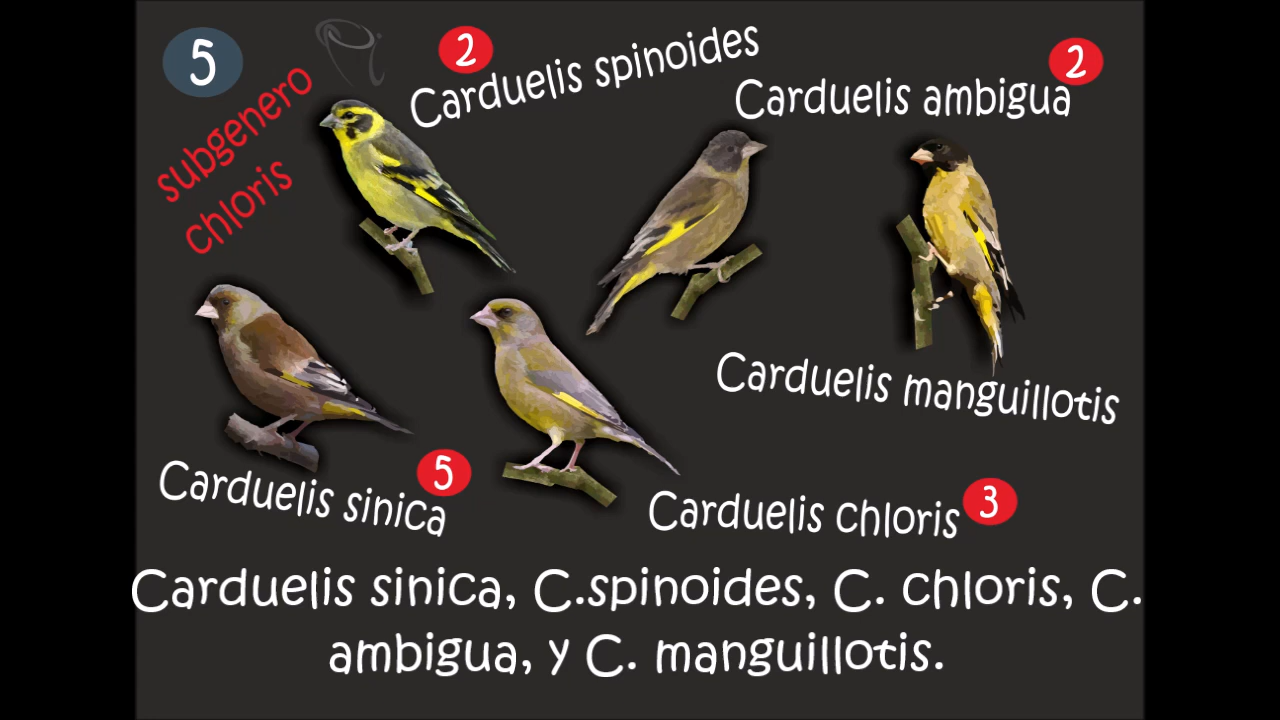 5
subgenero
chloris
2
Carduelis spinoides
2
Carduelis ambigua
Carduelis manguillotis
Carduelis sinica
5
Carduelis chloris
3
Carduelis sinica, C.spinoides, C. chloris, C.
ambigua, y C. manguillotis.